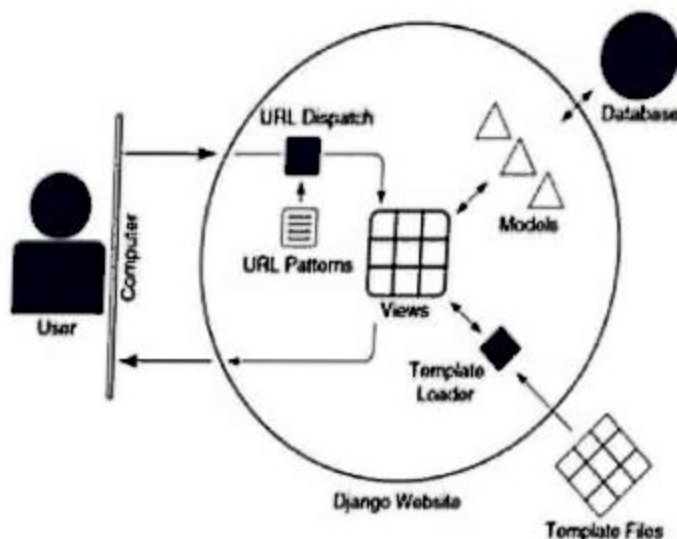 URL Dispatch
Database
Computer
URL Patterns
Models
User
Views
Template
Loader
Django Website
Template Files